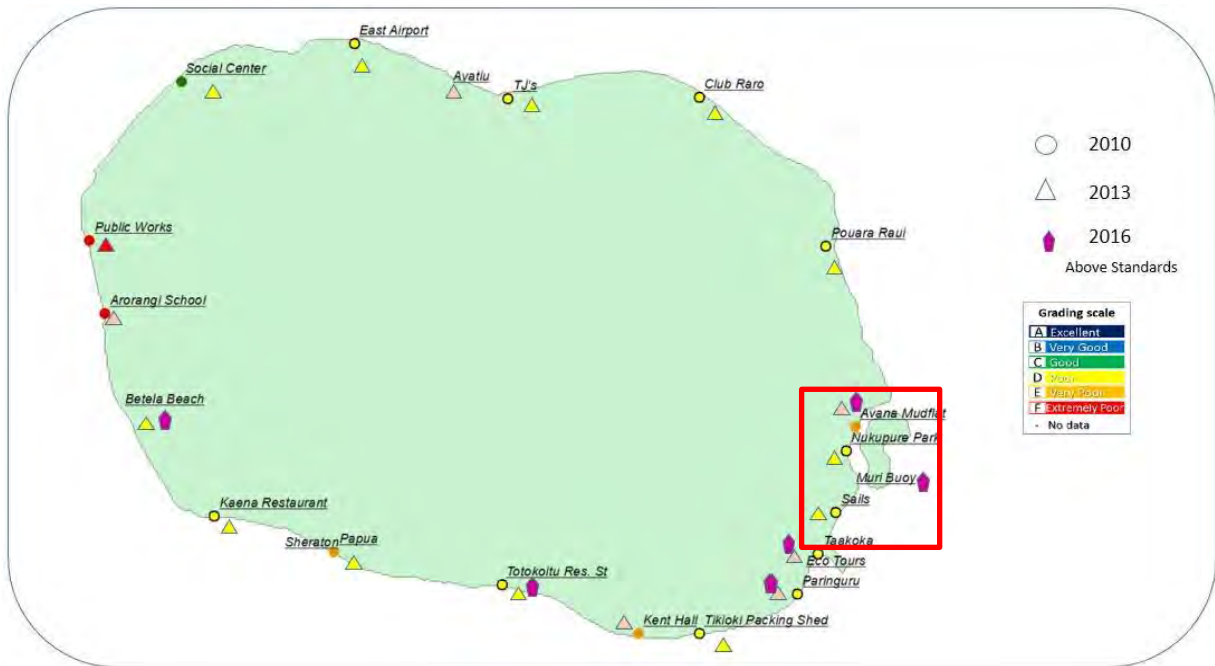 East Airport
Social Center
Avatiu
TJ's
Club Raro
2010
2013
2016
Above Standards
Public Works
Pouara Raui
Arorangi School
Grading scale
A Excellent
B Very Good
C Good
D Poor
E Very Poor
F Extremely Poor
- No data
Betela Beach
Avana Mudflat
Nukupure Park
Muri Buoy
Kaena Restaurant
Sails
Sheraton
Papua
Taakoka
Eco Tours
Totokoitu Res. St
Paringuru
Kent Hall
Tikioki Packing Shed